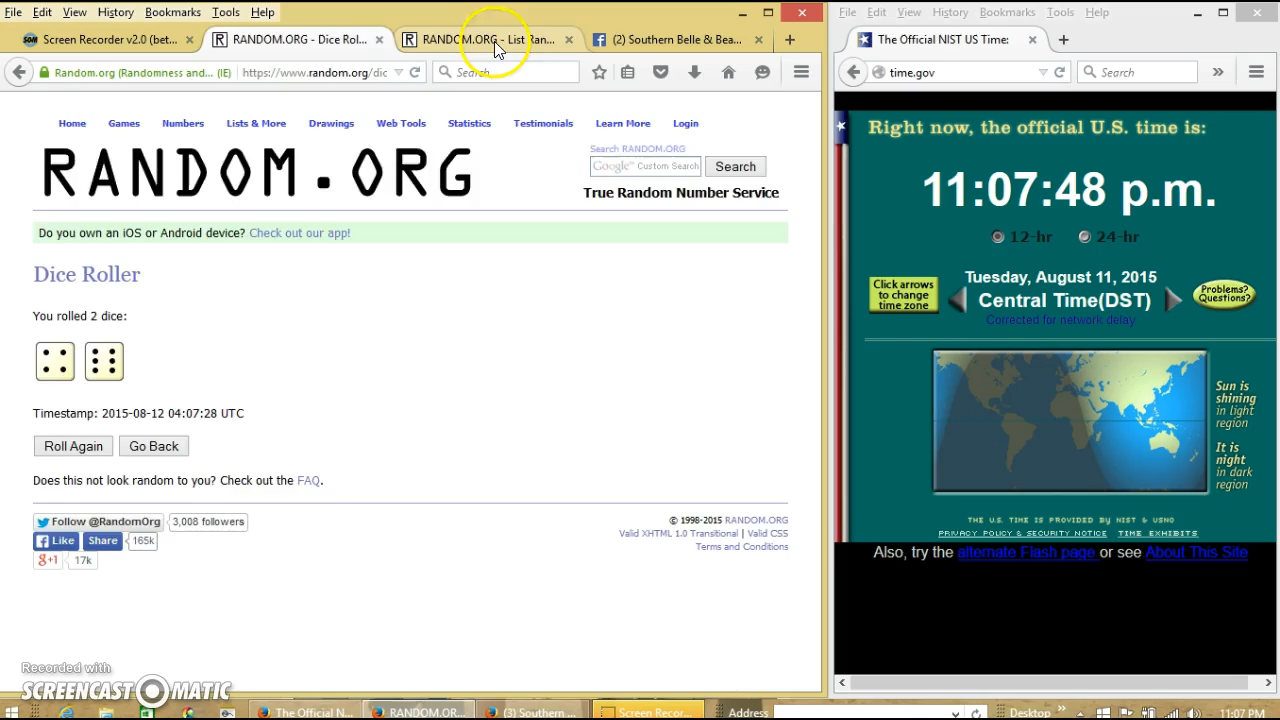 File Edit View History Bookmarks Tools Help
Screen Recorder v2.0 (bet...
RANDOM.ORG - Dice Rol...
RANDOM.ORG - List Ran...
(2) Southern Belle & Bea...
Random.org (Randomness and... (IE) https://www.random.org/dic
Search
Home Games Numbers Lists & More Drawings Web Tools Statistics Testimonials Learn More Login
RANDOM.ORG
Search RANDOM.ORG
Google™ Custom Search Search
True Random Number Service
Do you own an iOS or Android device? Check out our app!
Dice Roller
You rolled 2 dice:
Timestamp: 2015-08-12 04:07:28 UTC
Roll Again Go Back
Does this not look random to you? Check out the FAQ.
Follow @RandomOrg 3,008 followers
Like Share 165k
g+1 17k
© 1998-2015 RANDOM.ORG
Valid XHTML 1.0 Transitional | Valid CSS
Terms and Conditions
Recorded with
SCREENCAST MATIC
File Edit View History Bookmarks Tools Help
The Official NIST US Time:
time.gov
Search
Right now, the official U.S. time is:
11:07:48 p.m.
12-hr 24-hr
Click arrows
to change
time zone
Tuesday, August 11, 2015
Central Time(DST)
Corrected for network delay
Problems?
Questions?
Sun is
shining
in light
region
It is
night
in dark
region
THE U.S. TIME IS PROVIDED BY NIST & USNO
PRIVACY POLICY & SECURITY NOTICE TIME EXHIBITS
Also, try the alternate Flash page or see About This Site
The Official N...
RANDOM.OR...
(3) Southern ...
Screen Recor...
Address
Desktop
11:07 PM